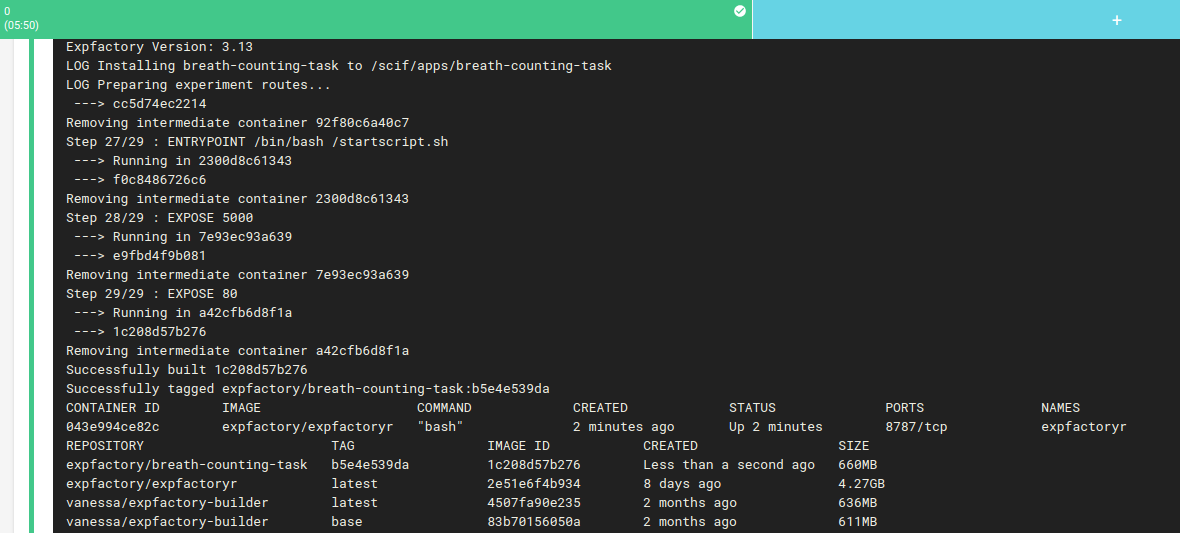 0
(05:50)
+
Expfactory Version: 3.13
LOG Installing breath-counting-task to /scif/apps/breath-counting-task
LOG Preparing experiment routes...
---> cc5d74ec2214
Removing intermediate container 92f80c6a40c7
Step 27/29 : ENTRYPOINT /bin/bash /startscript.sh
---> Running in 2300d8c61343
---> f0c8486726c6
Removing intermediate container 2300d8c61343
Step 28/29 : EXPOSE 5000
---> Running in 7e93ec93a639
---> e9fbd4f9b081
Removing intermediate container 7e93ec93a639
Step 29/29 : EXPOSE 80
---> Running in a42cfb6d8f1a
---> 1c208d57b276
Removing intermediate container a42cfb6d8f1a
Successfully built 1c208d57b276
Successfully tagged expfactory/breath-counting-task:b5e4e539da
CONTAINER ID IMAGE COMMAND CREATED STATUS PORTS NAMES
043e994ce82c expfactory/expfactoryr "bash" 2 minutes ago Up 2 minutes 8787/tcp expfactoryr
REPOSITORY TAG IMAGE ID CREATED SIZE
expfactory/breath-counting-task b5e4e539da 1c208d57b276 Less than a second ago 660MB
expfactory/expfactoryr latest 2e51e6f4b934 8 days ago 4.27GB
vanessa/expfactory-builder latest 4507fa90e235 2 months ago 636MB
vanessa/expfactory-builder base 83b70156050a 2 months ago 611MB